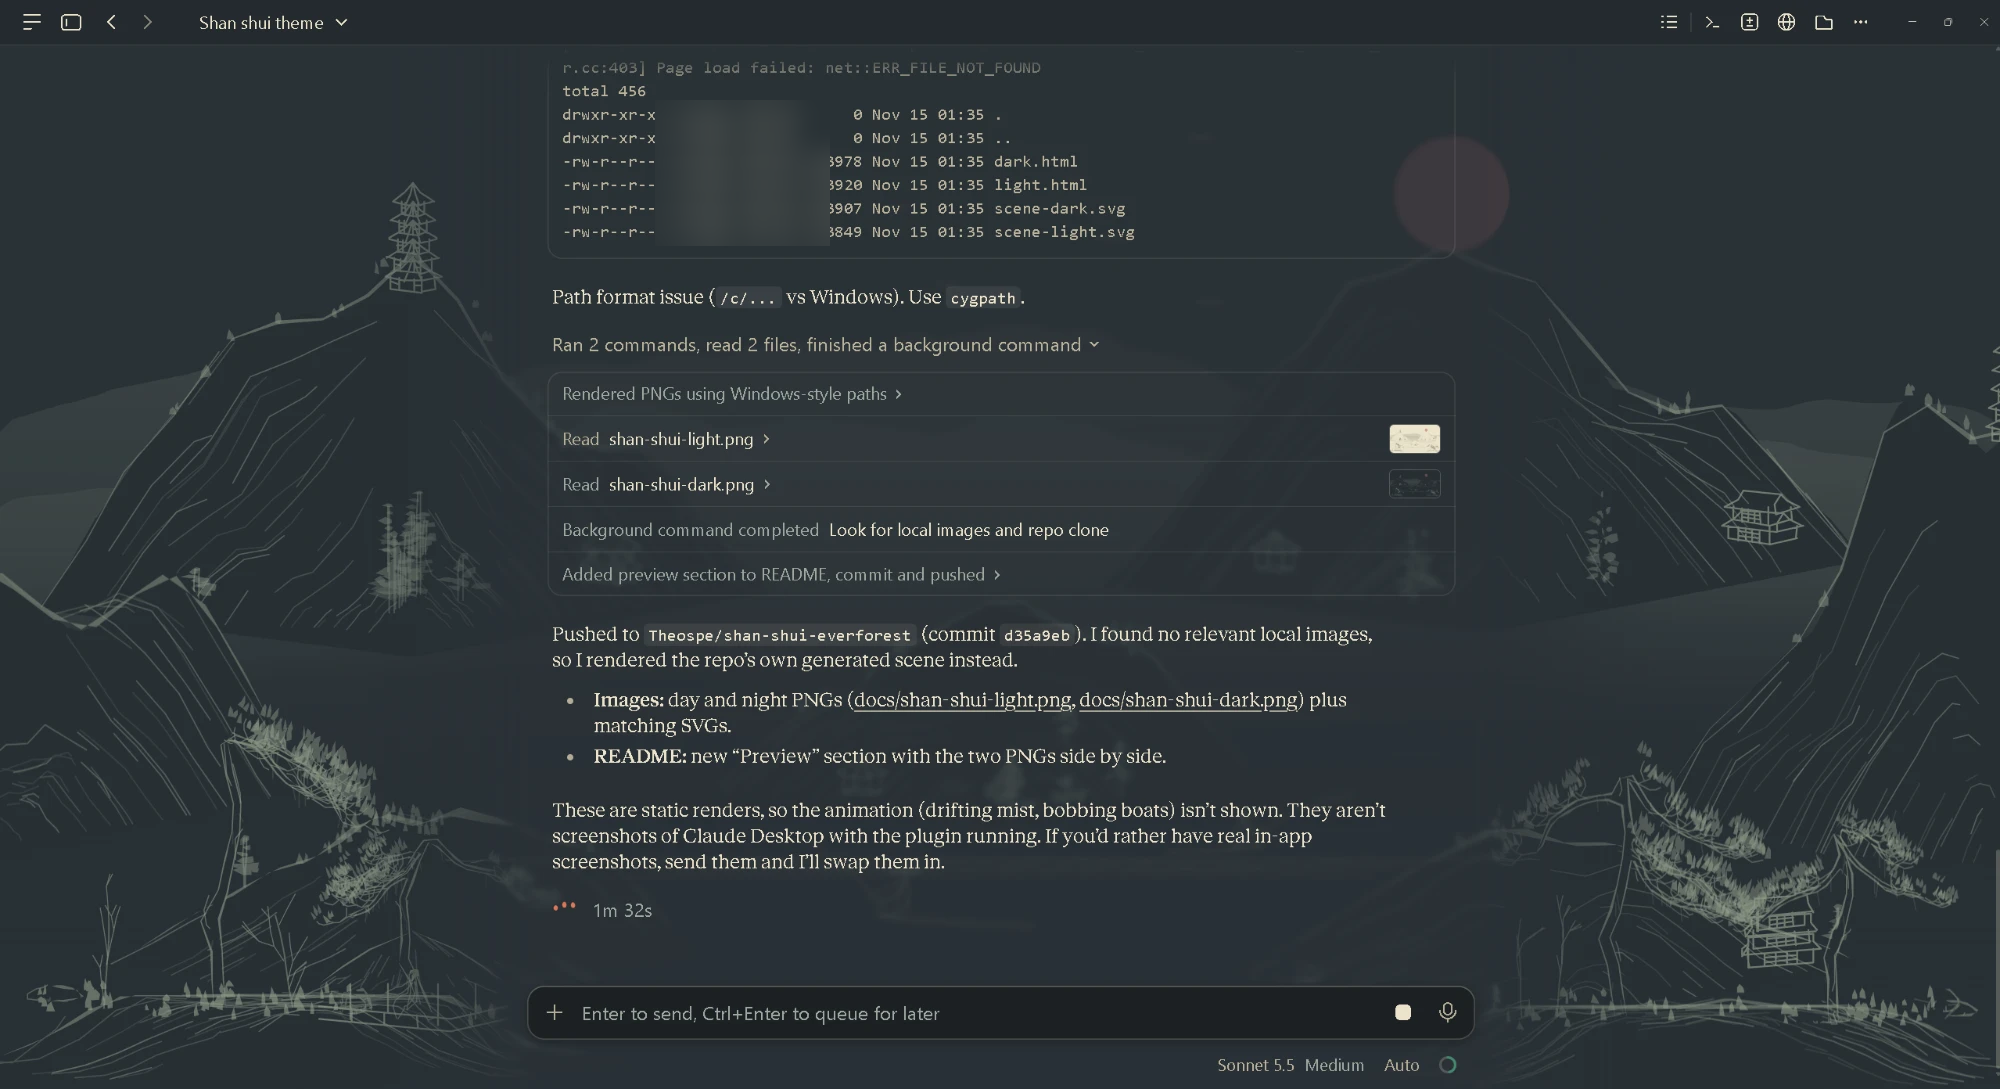 Shan shui theme
r.cc:403] Page load failed: net::ERR_FILE_NOT_FOUND
total 456
drwxr-xr-x 0 Nov 15 01:35 .
drwxr-xr-x 0 Nov 15 01:35 ..
-rw-r--r-- 3978 Nov 15 01:35 dark.html
-rw-r--r-- 3920 Nov 15 01:35 light.html
-rw-r--r-- 3907 Nov 15 01:35 scene-dark.svg
-rw-r--r-- 3849 Nov 15 01:35 scene-light.svg
Path format issue (/c/... vs Windows). Use cygpath.
Ran 2 commands, read 2 files, finished a background command
Rendered PNGs using Windows-style paths
Read shan-shui-light.png
Read shan-shui-dark.png
Background command completed Look for local images and repo clone
Added preview section to README, commit and pushed
Pushed to Theospe/shan-shui-everforest (commit d35a9eb). I found no relevant local images,
so I rendered the repo’s own generated scene instead.
• Images: day and night PNGs (docs/shan-shui-light.png, docs/shan-shui-dark.png) plus
matching SVGs.
• README: new “Preview” section with the two PNGs side by side.
These are static renders, so the animation (drifting mist, bobbing boats) isn’t shown. They aren’t
screenshots of Claude Desktop with the plugin running. If you’d rather have real in-app
screenshots, send them and I’ll swap them in.
1m 32s
Enter to send, Ctrl+Enter to queue for later
Sonnet 5.5 Medium Auto